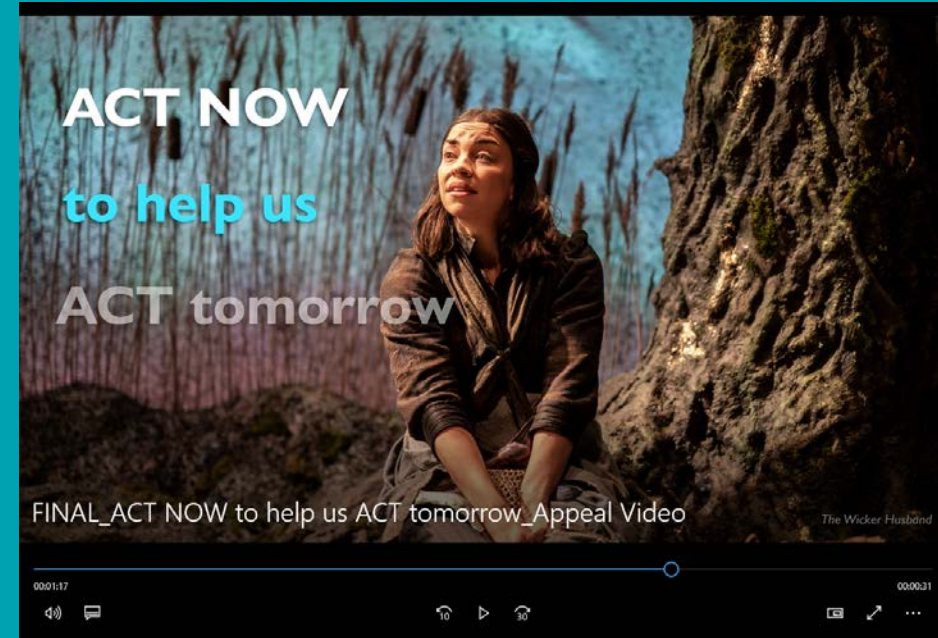 ACT NOW
to help us
ACT tomorrow
FINAL_ACT NOW to help us ACT tomorrow_Appeal Video
The Wicker Husband
00:01:17
00:00:31
10
30